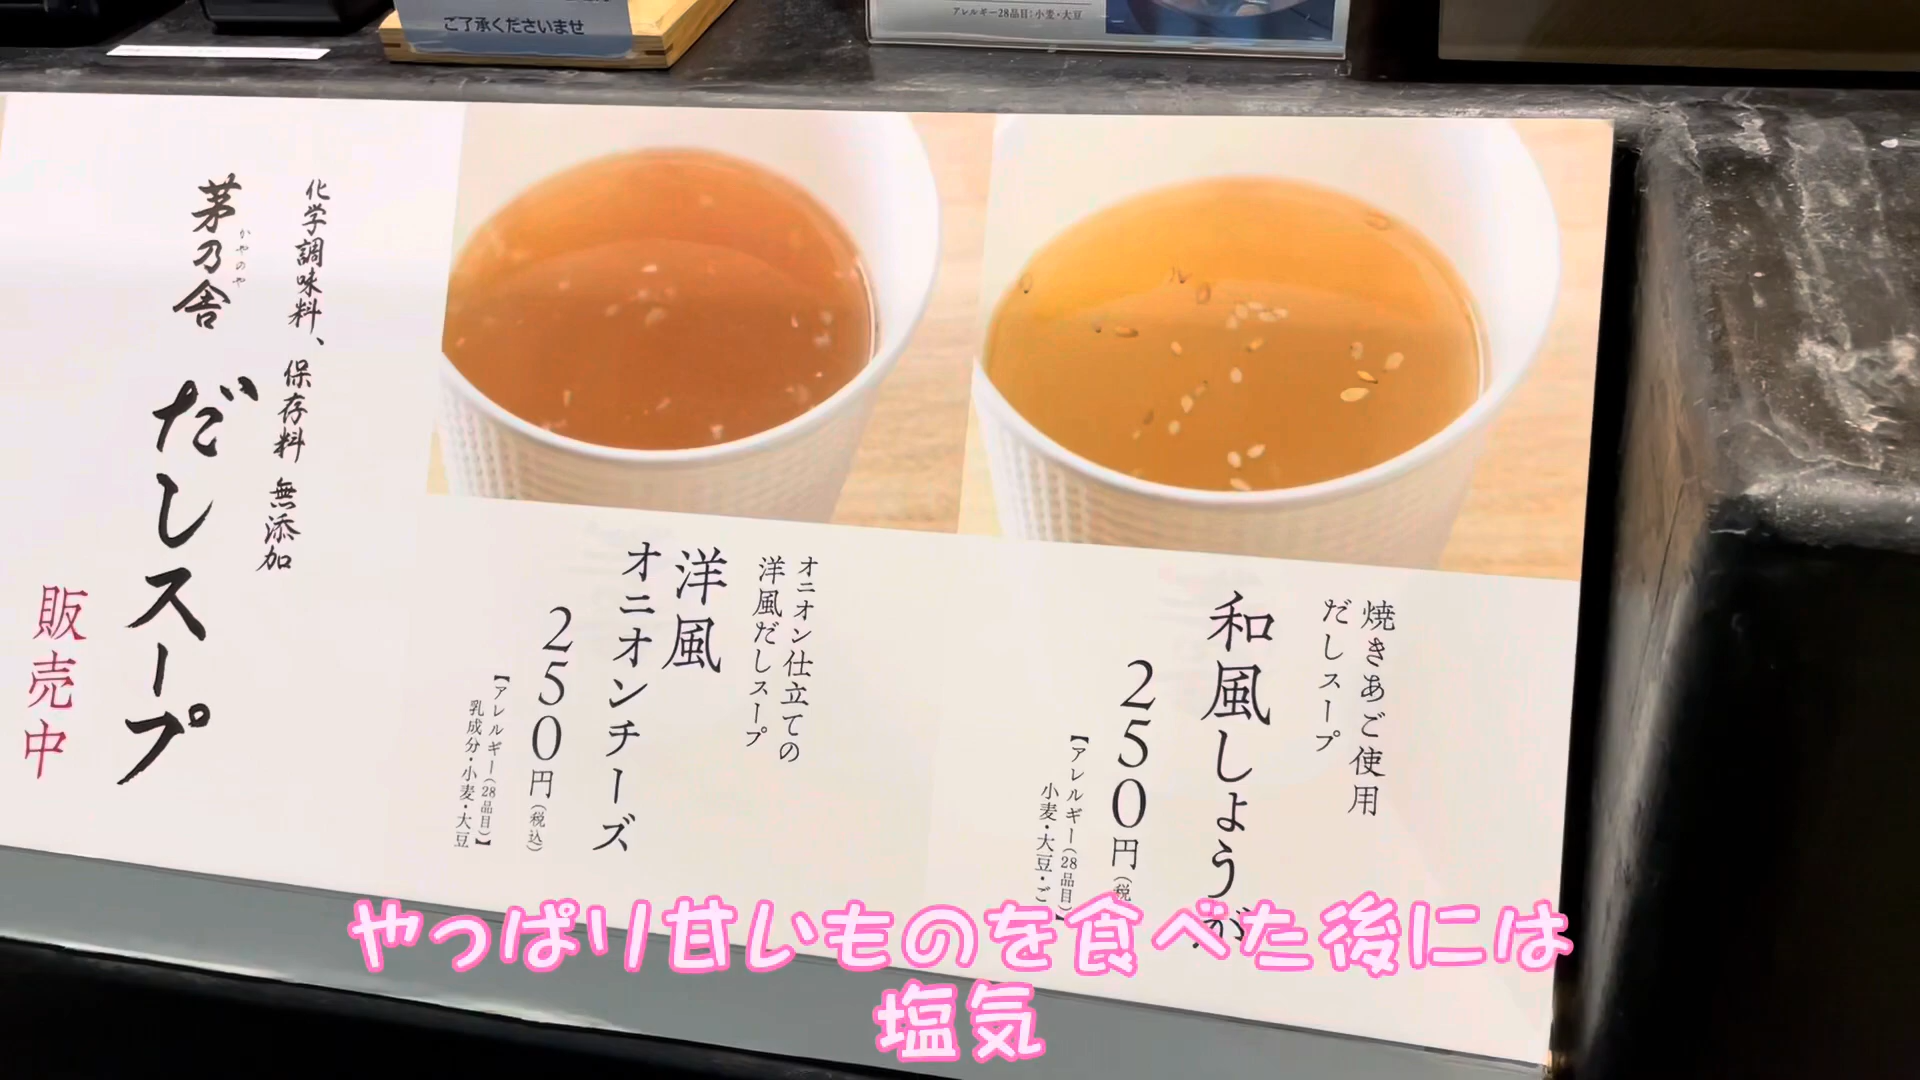 ご了承くださいませ
アレルギー28品目：小麦・大豆
焼きあご使用
だしスープ
和風しょうが
250円（税
【アレルギー（28品目）】
小麦・大豆・ご
オニオン仕立ての
洋風だしスープ
洋風
オニオンチーズ
250円（税込）
【アレルギー（28品目）】
乳成分・小麦・大豆
化学調味料、保存料 無添加
茅乃舎
かやのや
だしスープ
販売中
やっぱり甘いものを食べた後には
塩気